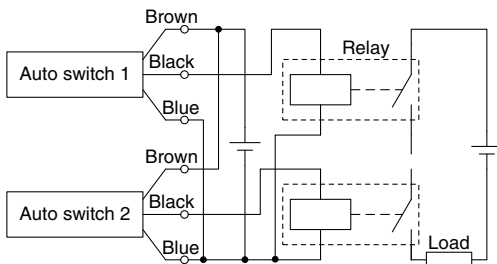 Brown
Auto switch 1
Black
Blue
Relay
Brown
Auto switch 2
Black
Blue
Load